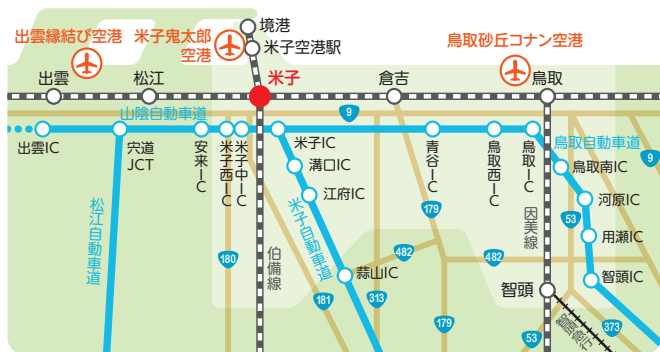 出雲縁結び空港
米子鬼太郎
空港
境港
米子空港駅
鳥取砂丘コナン空港
出雲
松江
米子
倉吉
鳥取
山陰自動車道
9
出雲IC
宍道
JCT
安来IC
米子西IC
米子中IC
米子IC
溝口IC
江府IC
青谷IC
鳥取西IC
鳥取IC
鳥取自動車道
9
鳥取南IC
河原IC
用瀬IC
智頭IC
松江自動車道
180
伯備線
米子自動車道
蒜山IC
181
313
482
179
179
482
因美線
53
智頭
53
智頭急行
373